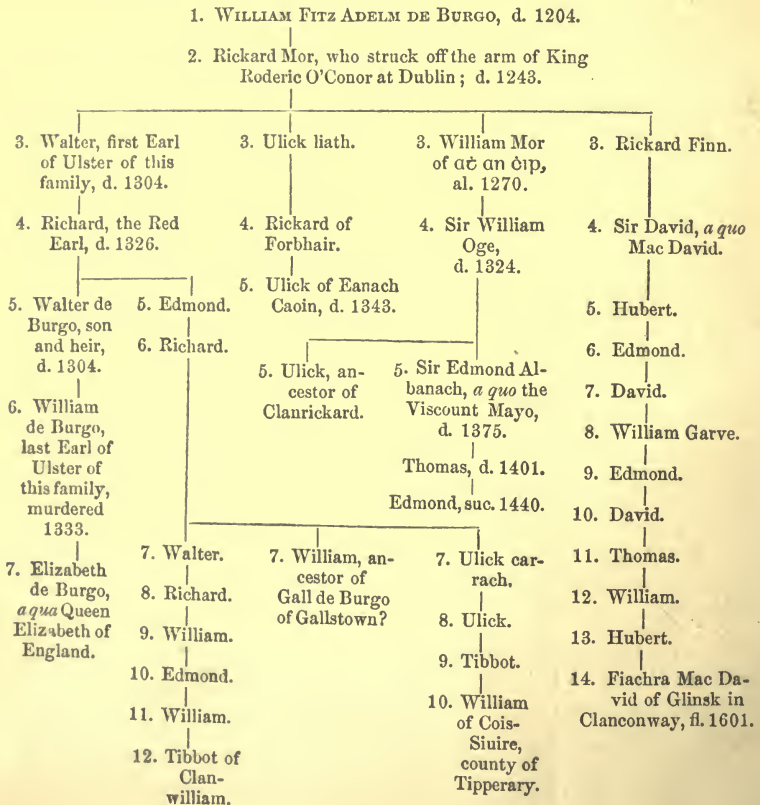 1. WILLIAM FITZ ADELM DE BURGO, d. 1204.
2. Rickard Mor, who struck off the arm of King
Roderic O'Conor at Dublin; d. 1243.
3. Walter, first Earl
of Ulster of this
family, d. 1304.
4. Richard, the Red
Earl, d. 1326.
5. Walter de
Burgo, son
and heir,
d. 1304.
6. William
de Burgo,
last Earl of
Ulster of
this family,
murdered
1333.
7. Elizabeth
de Burgo,
a qua Queen
Elizabeth of
England.
5. Edmond.
6. Richard.
7. Walter.
8. Richard.
9. William.
10. Edmond.
11. William.
12. Tibbot of
Clan-
william.
7. William, an-
cestor of
Gall de Burgo
of Gallstown?
7. Ulick car-
rach.
8. Ulick.
9. Tibbot.
10. William
of Cois-
Siuire,
county of
Tipperary.
3. Ulick liath.
4. Rickard of
Forbhair.
5. Ulick of Eanach
Caoin, d. 1343.
3. William Mor
of aṫ an ċıp,
al. 1270.
4. Sir William
Oge,
d. 1324.
5. Ulick, an-
cestor of
Clanrickard.
5. Sir Edmond Al-
banach, a quo the
Viscount Mayo,
d. 1375.
Thomas, d. 1401.
Edmond, suc. 1440.
3. Rickard Finn.
4. Sir David, a quo
Mac David.
5. Hubert.
6. Edmond.
7. David.
8. William Garve.
9. Edmond.
10. David.
11. Thomas.
12. William.
13. Hubert.
14. Fiachra Mac Da-
vid of Glinsk in
Clanconway, fl. 1601.